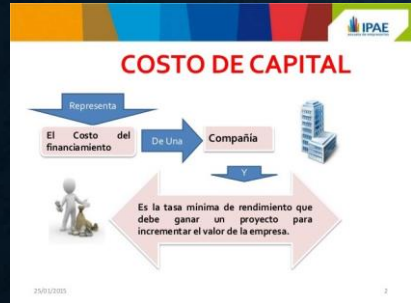 IPAE
COSTO DE CAPITAL
Representa
El Costo del
financiamiento
De Una
Compañía
Y
Es la tasa mínima de rendimiento que
debe ganar un proyecto para
incrementar el valor de la empresa.
25/01/2015
2